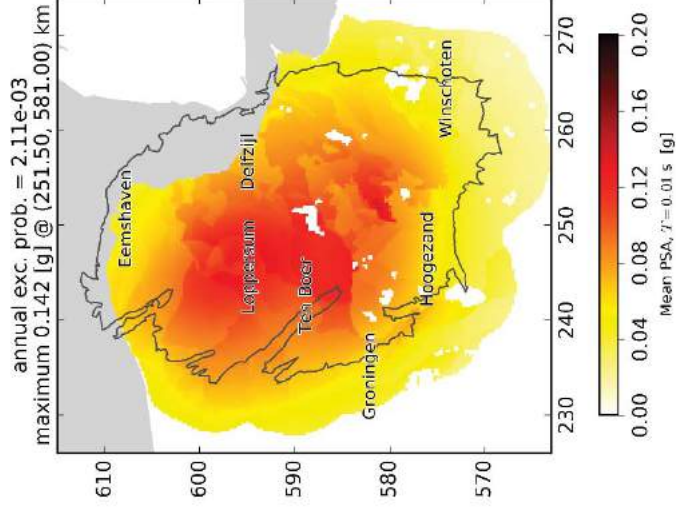 annual exc. prob. = 2.11e-03
maximum 0.142 [g] @ (251.50, 581.00) km
610
600
590
580
570
Eemshaven
Delfzijl
Loppersum
Ten Boer
Groningen
Hoogezand
Winschoten
230
240
250
260
270
0.00
0.04
0.08
0.12
0.16
0.20
Mean PSA, T = 0.01 s [g]